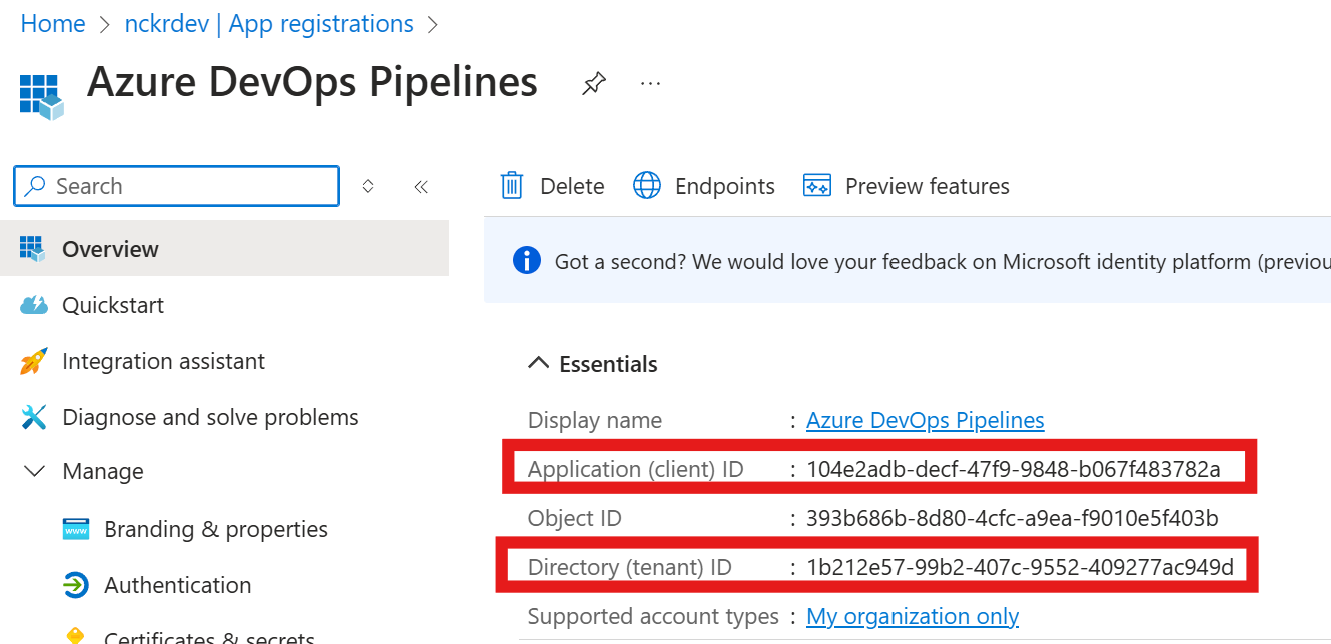 Home > nckrdev | App registrations >
Azure DevOps Pipelines ...
Search
Delete Endpoints Preview features
Overview
Got a second? We would love your feedback on Microsoft identity platform (previou
Quickstart
Integration assistant
Essentials
Diagnose and solve problems
Display name : Azure DevOps Pipelines
Manage
Application (client) ID : 104e2adb-decf-47f9-9848-b067f483782a
Branding & properties
www
Object ID : 393b686b-8d80-4cfc-a9ea-f9010e5f403b
Directory (tenant) ID : 1b212e57-99b2-407c-9552-409277ac949d
Authentication
Supported account types : My organization only
Certificates & secrets